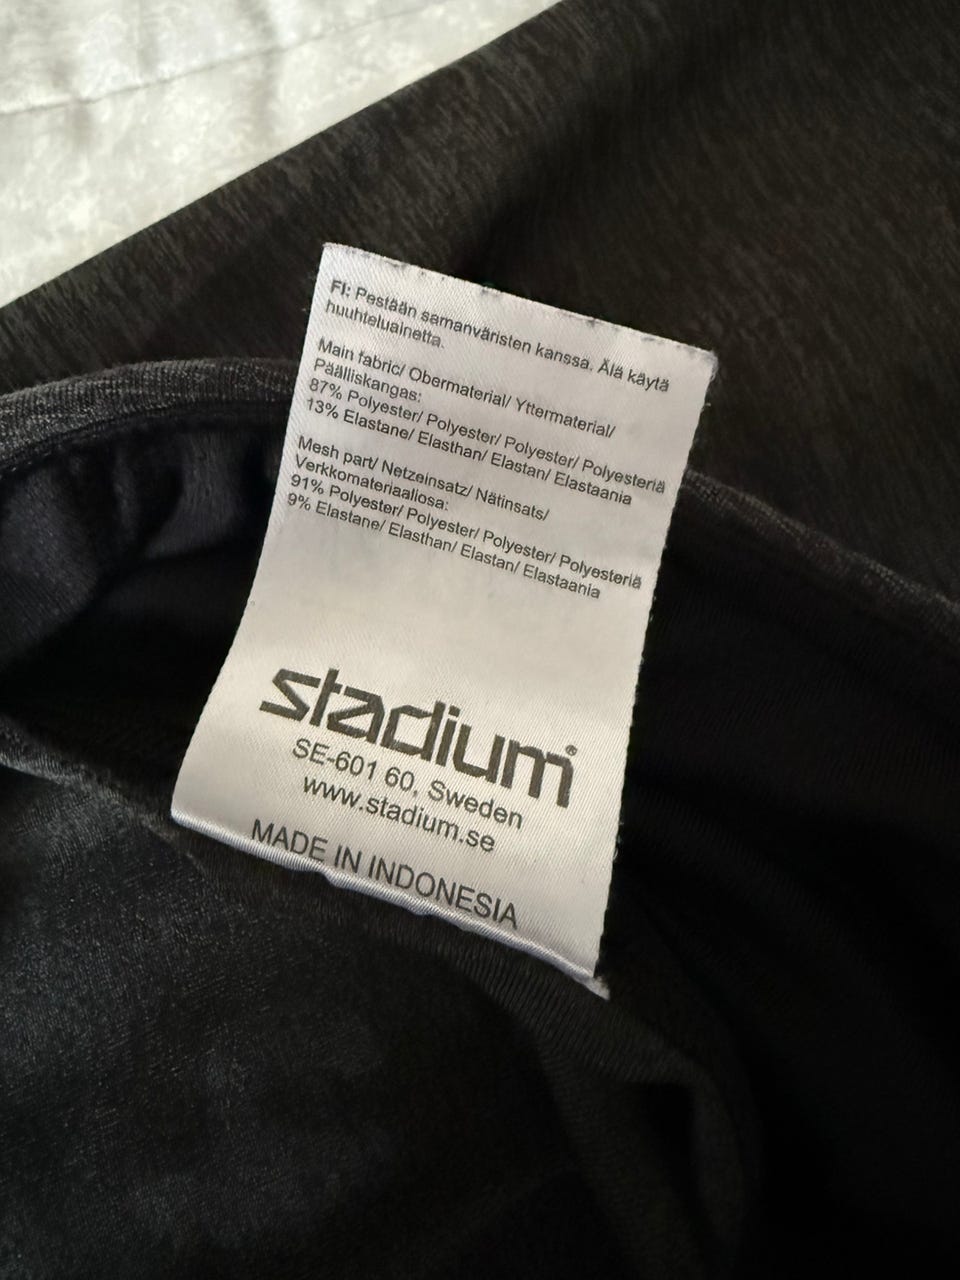 FI: Pestään samanväristen kanssa. Älä käytä
huuhteluainetta.
Main fabric/ Obermaterial/ Yttermaterial/
Päälliskangas:
87% Polyester/ Polyester/ Polyester/ Polyesteriä
13% Elastane/ Elasthan/ Elastan/ Elastaania
Mesh part/ Netzeinsatz/ Nätinsats/
Verkkomateriaaliosa:
91% Polyester/ Polyester/ Polyester/ Polyesteriä
9% Elastane/ Elasthan/ Elastan/ Elastaania
stadium®
SE-601 60, Sweden
www.stadium.se
MADE IN INDONESIA